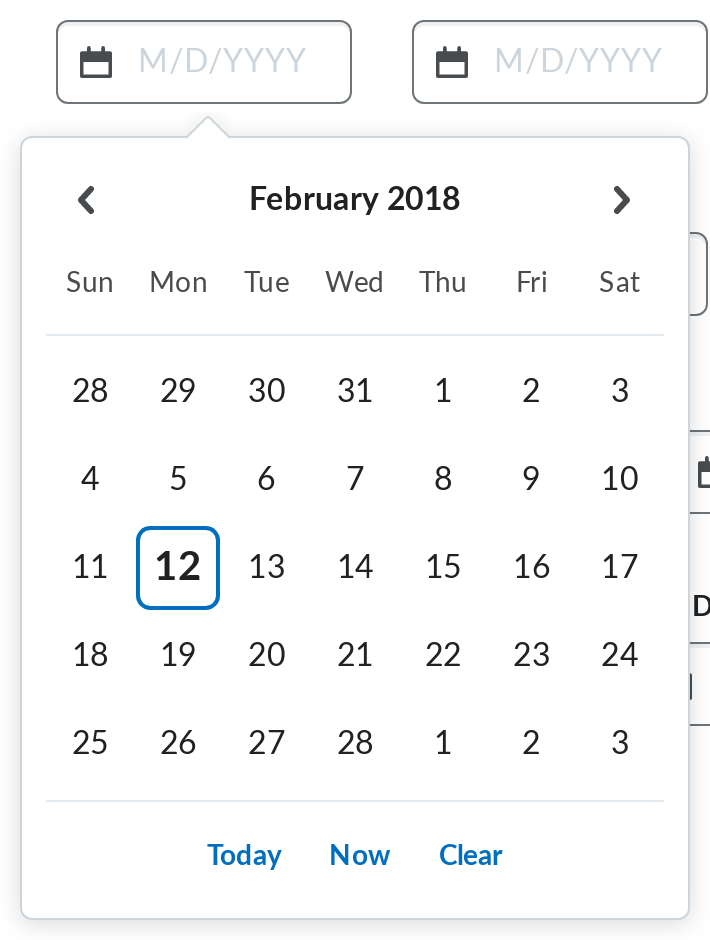 M/D/YYYY M/D/YYYY
February 2018
Sun Mon Tue Wed Thu Fri Sat
28 29 30 31 1 2 3
4 5 6 7 8 9 10
11 12 13 14 15 16 17
18 19 20 21 22 23 24
25 26 27 28 1 2 3
Today Now Clear